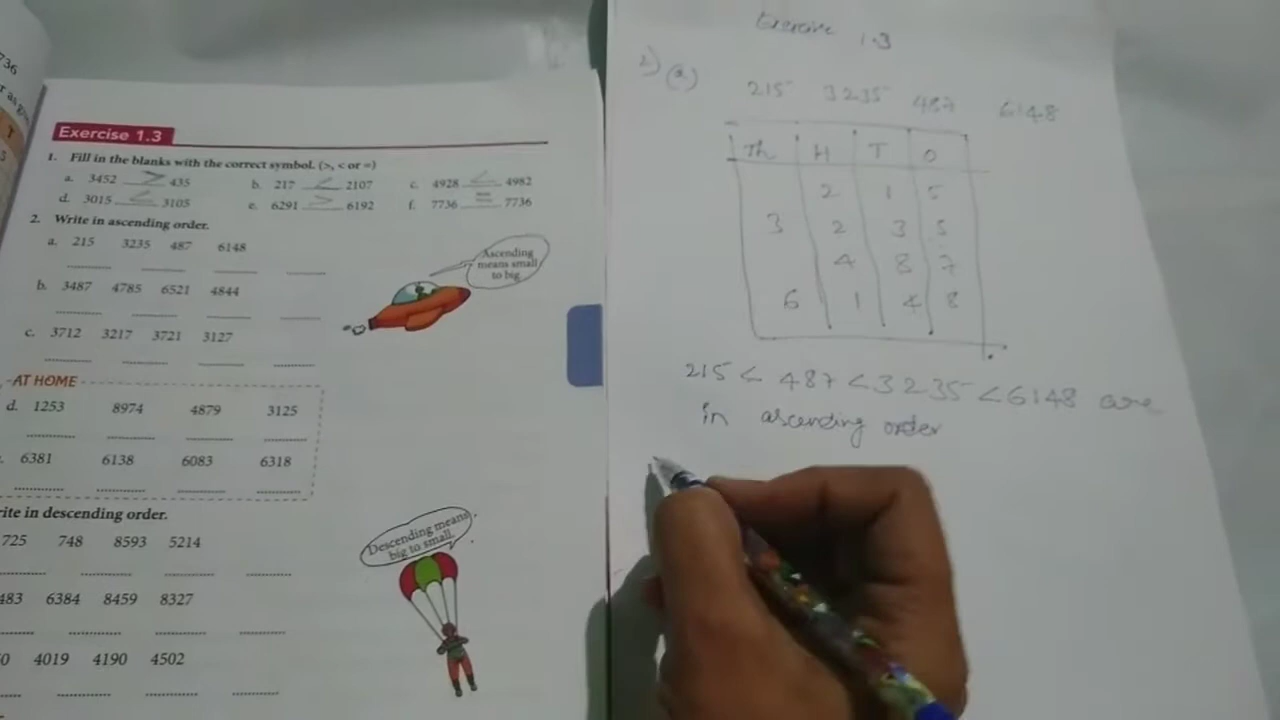 736
T
Exercise 1.3
1. Fill in the blanks with the correct symbol. (>, < or =)
a. 3452 > 435 b. 217 < 2107 c. 4928 < 4982
d. 3015 < 3105 e. 6291 > 6192 f. 7736 = 7736
2. Write in ascending order.
a. 215 3235 487 6148
Ascending
means small
to big.
b. 3487 4785 6521 4844
c. 3712 3217 3721 3127
-AT HOME
d. 1253 8974 4879 3125
6381 6138 6083 6318
rite in descending order.
725 748 8593 5214
Descending means
big to small.
483 6384 8459 8327
0 4019 4190 4502
Exercise 1.3
2) (a) 215 3235 487 6148
Th H T O
2 1 5
3 2 3 5
4 8 7
6 1 4 8
215 < 487 < 3235 < 6148 are
in ascending order